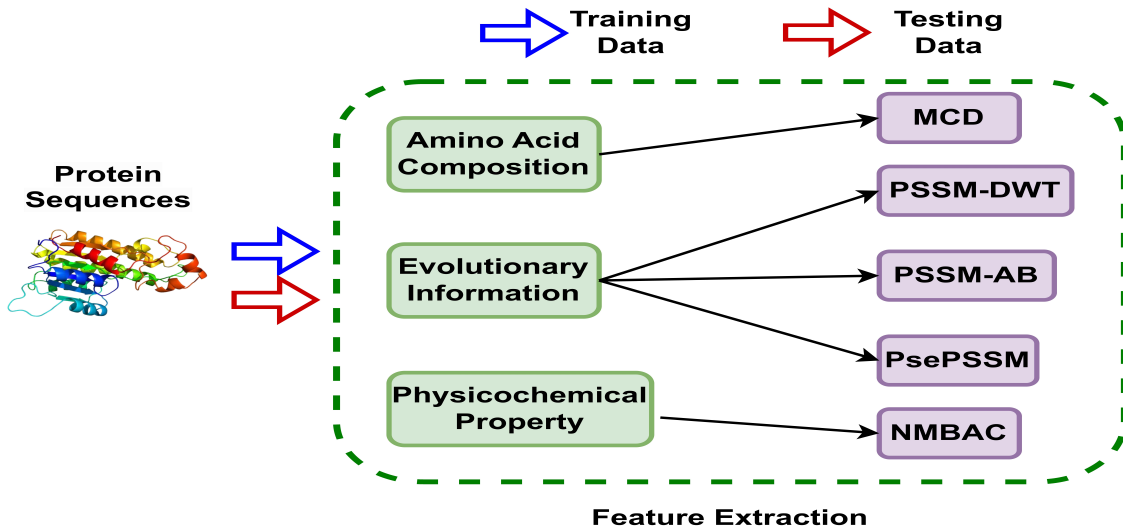 Training
Data
Testing
Data
Protein
Sequences
Amino Acid
Composition
Evolutionary
Information
Physicochemical
Property
MCD
PSSM-DWT
PSSM-AB
PsePSSM
NMBAC
Feature Extraction